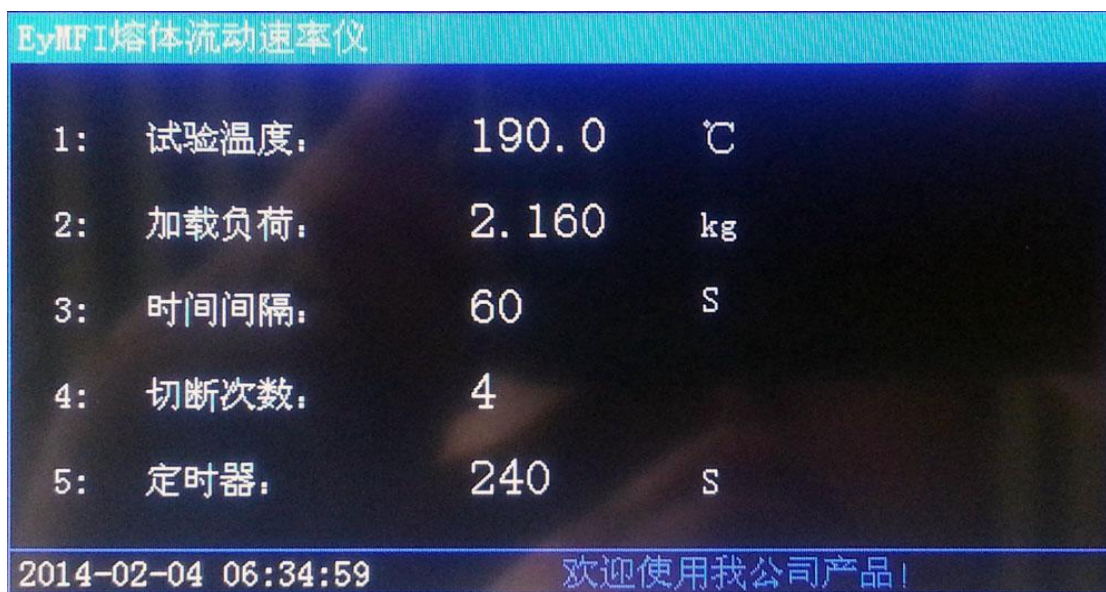 EyMFI熔体流动速率仪
1: 试验温度: 190.0 ℃
2: 加载负荷: 2.160 kg
3: 时间间隔: 60 S
4: 切断次数: 4
5: 定时器: 240 S
2014-02-04 06:34:59 欢迎使用我公司产品!